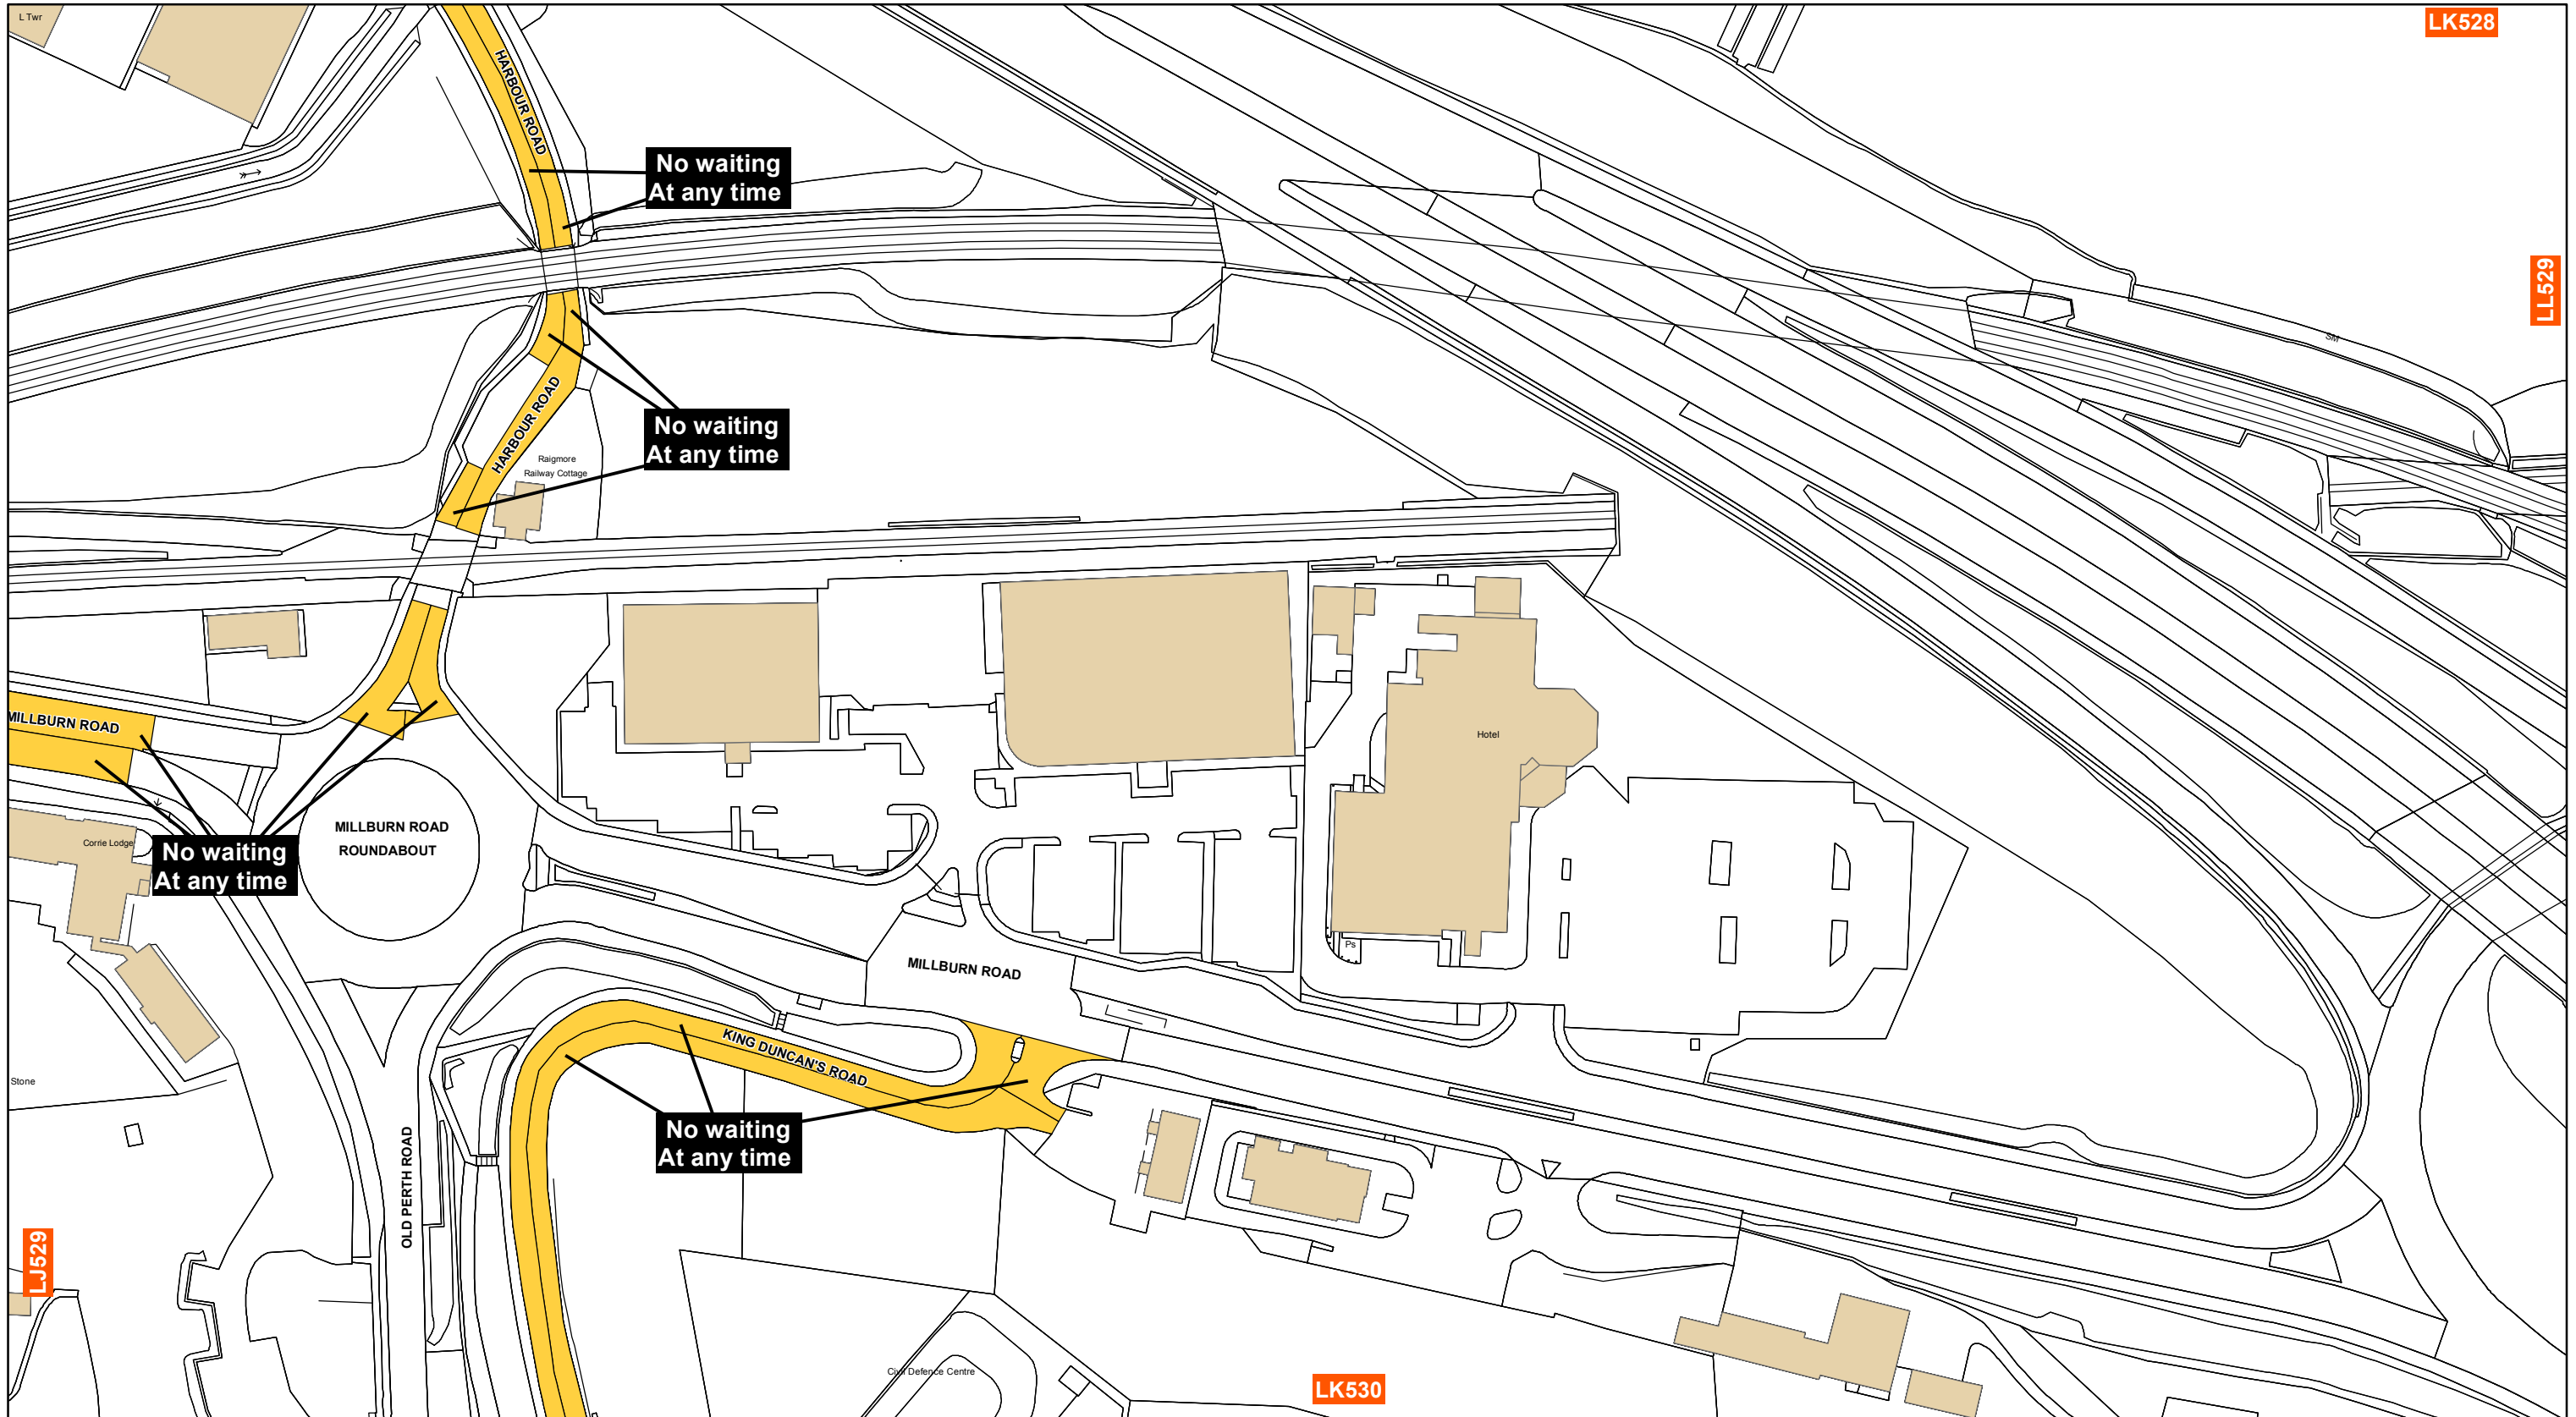 L Twr
LK528
HARBOUR ROAD
No waiting
At any time
LL529
SM
HARBOUR ROAD
No waiting
At any time
Raigmore
Railway Cottage
MILLBURN ROAD
Hotel
MILLBURN ROAD
ROUNDABOUT
Corrie Lodge
No waiting
At any time
Ps
MILLBURN ROAD
KING DUNCAN'S ROAD
Stone
No waiting
At any time
OLD PERTH ROAD
LJ529
Civil Defence Centre
LK530